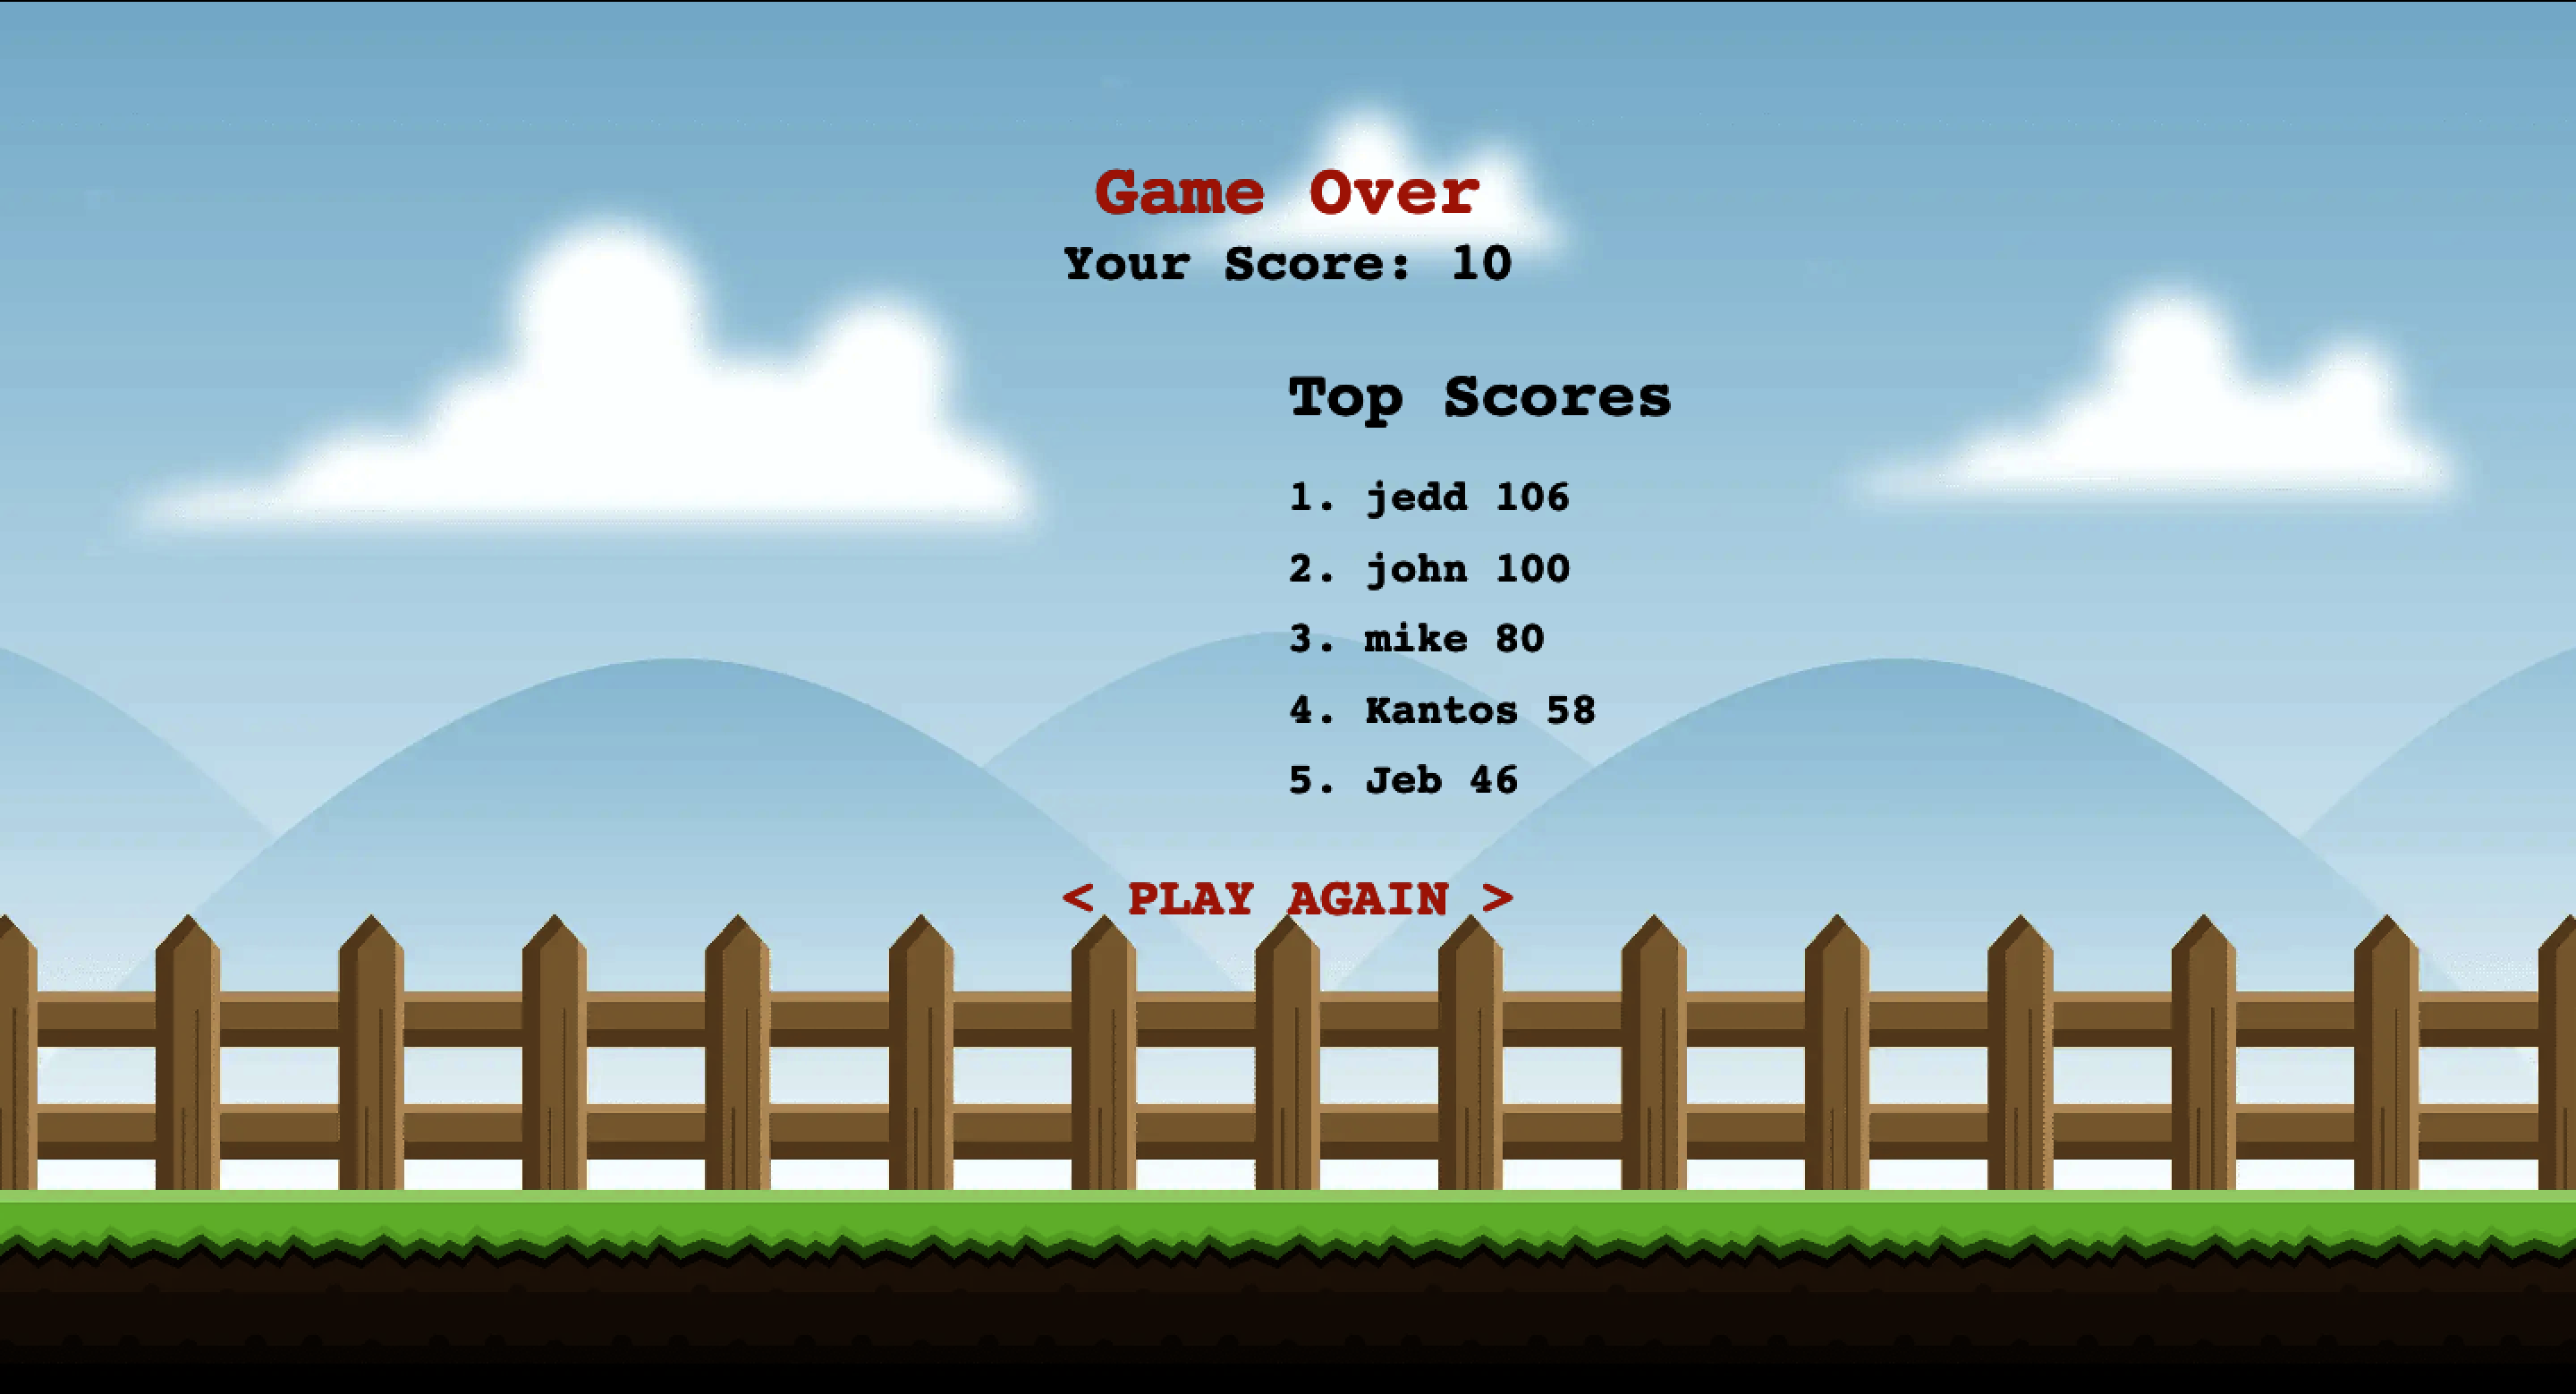 Game Over
Your Score: 10
Top Scores
1. jedd 106
2. john 100
3. mike 80
4. Kantos 58
5. Jeb 46
< PLAY AGAIN >